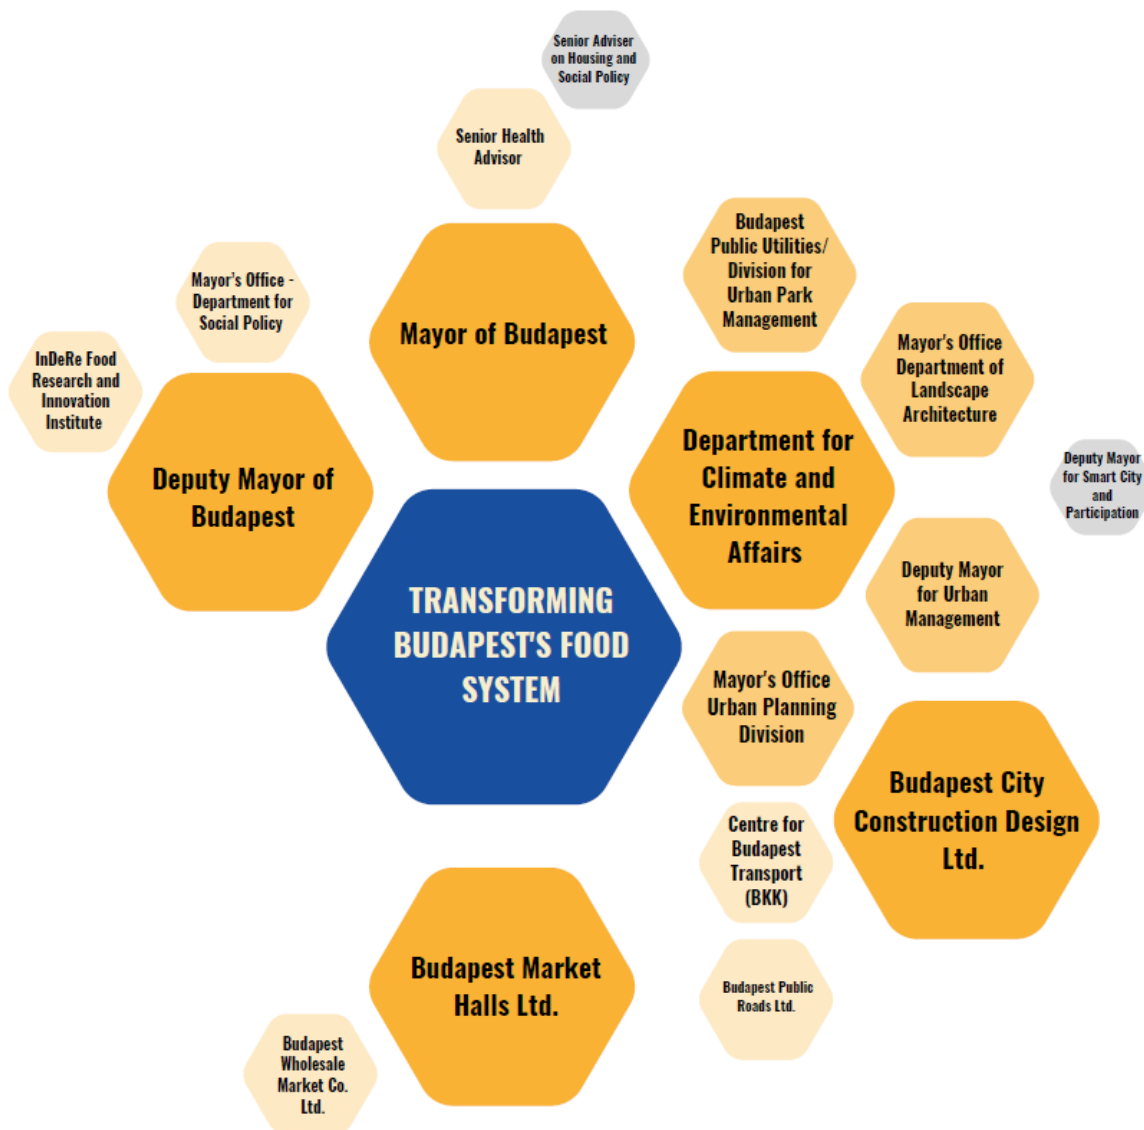 Senior Adviser
on Housing and
Social Policy
Senior Health
Advisor
Budapest
Public Utilities/
Division for
Urban Park
Management
Mayor's Office -
Department for
Social Policy
Mayor of Budapest
Mayor's Office
Department of
Landscape
Architecture
InDeRe Food
Research and
Innovation
Institute
Deputy Mayor of
Budapest
Department for
Climate and
Environmental
Affairs
Deputy Mayor
for Smart City
and
Participation
TRANSFORMING
BUDAPEST'S FOOD
SYSTEM
Deputy Mayor
for Urban
Management
Mayor's Office
Urban Planning
Division
Budapest City
Construction Design
Ltd.
Centre for
Budapest
Transport
(BKK)
Budapest Market
Halls Ltd.
Budapest Public
Roads Ltd.
Budapest
Wholesale
Market Co.
Ltd.